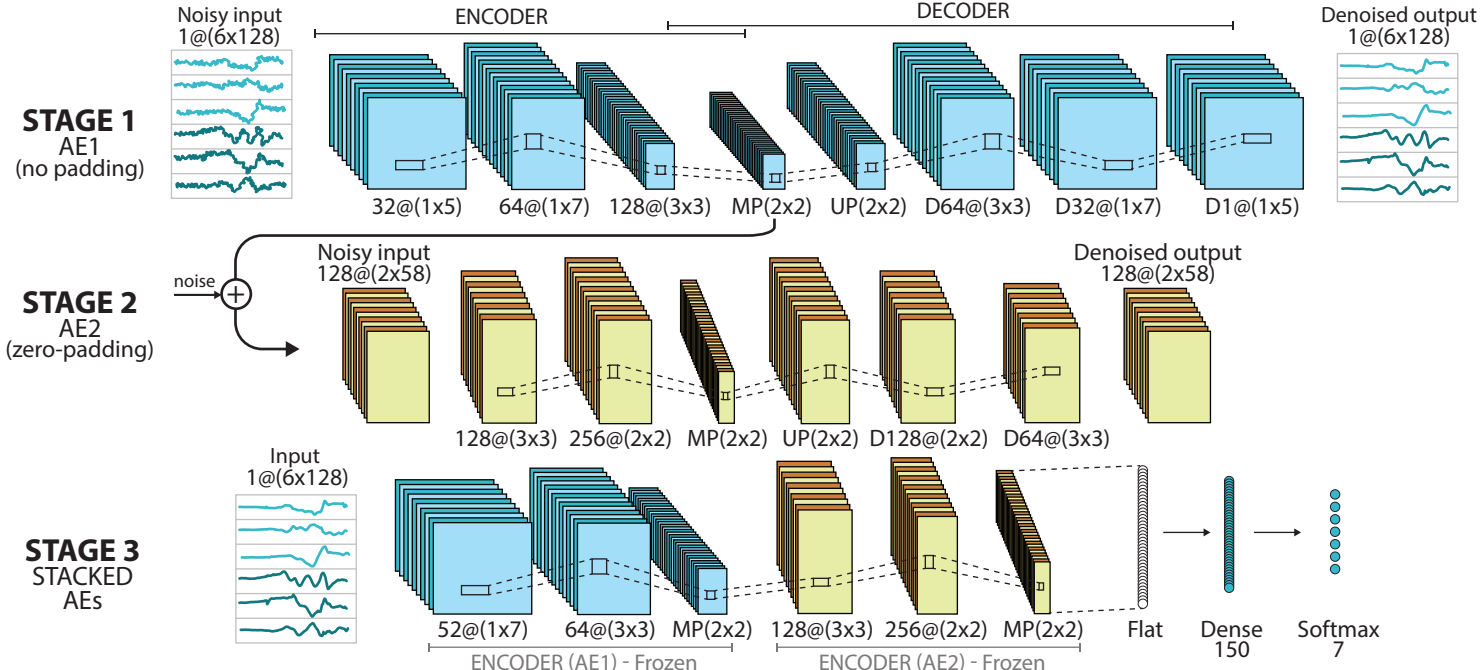 Noisy input
1@(6x128)
ENCODER
DECODER
Denoised output
1@(6x128)
STAGE 1
AE1
(no padding)
32@(1x5)
64@(1x7)
128@(3x3)
MP(2x2)
UP(2x2)
D64@(3x3)
D32@(1x7)
D1@(1x5)
noise
+
STAGE 2
AE2
(zero-padding)
Noisy input
128@(2x58)
Denoised output
128@(2x58)
128@(3x3)
256@(2x2)
MP(2x2)
UP(2x2)
D128@(2x2)
D64@(3x3)
Input
1@(6x128)
STAGE 3
STACKED
AEs
52@(1x7)
64@(3x3)
MP(2x2)
128@(3x3)
256@(2x2)
MP(2x2)
Flat
Dense
150
Softmax
7
ENCODER (AE1) - Frozen
ENCODER (AE2) - Frozen